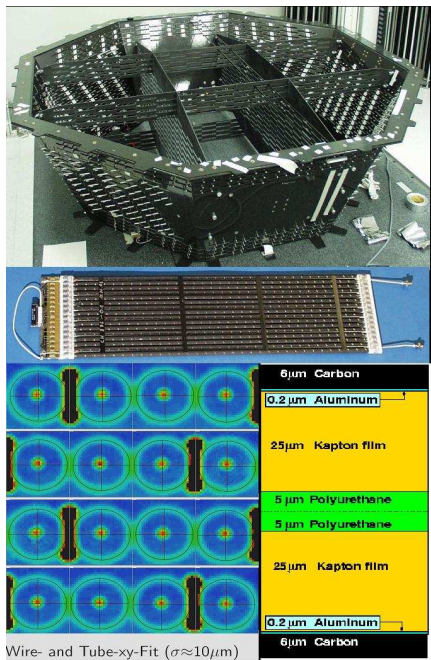 6μm Carbon
0.2μm Aluminum
25μm Kapton film
5μm Polyurethane
5μm Polyurethane
25μm Kapton film
0.2μm Aluminum
6μm Carbon
Wire- and Tube-xy-Fit (σ≈10μm)